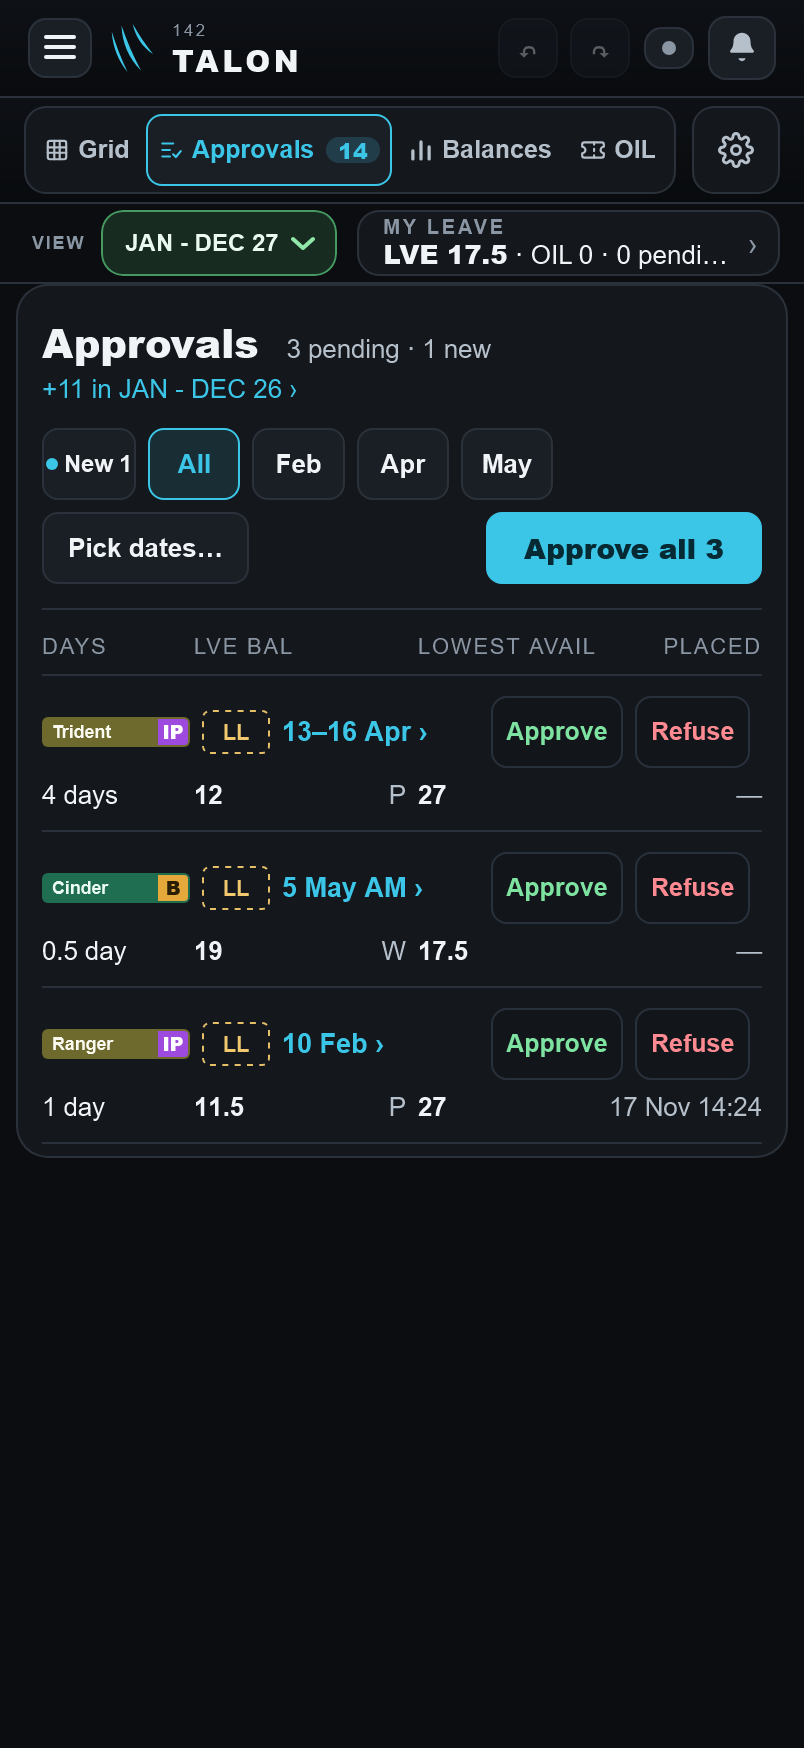 142
TALON
Grid
Approvals 14
Balances
OIL
VIEW
JAN - DEC 27
MY LEAVE
LVE 17.5 · OIL 0 · 0 pendi… ›
Approvals 3 pending · 1 new
+11 in JAN - DEC 26 ›
New 1
All
Feb
Apr
May
Pick dates…
Approve all 3
DAYS LVE BAL LOWEST AVAIL PLACED
Trident IP LL 13–16 Apr › Approve Refuse
4 days 12 P 27 —
Cinder B LL 5 May AM › Approve Refuse
0.5 day 19 W 17.5 —
Ranger IP LL 10 Feb › Approve Refuse
1 day 11.5 P 27 17 Nov 14:24